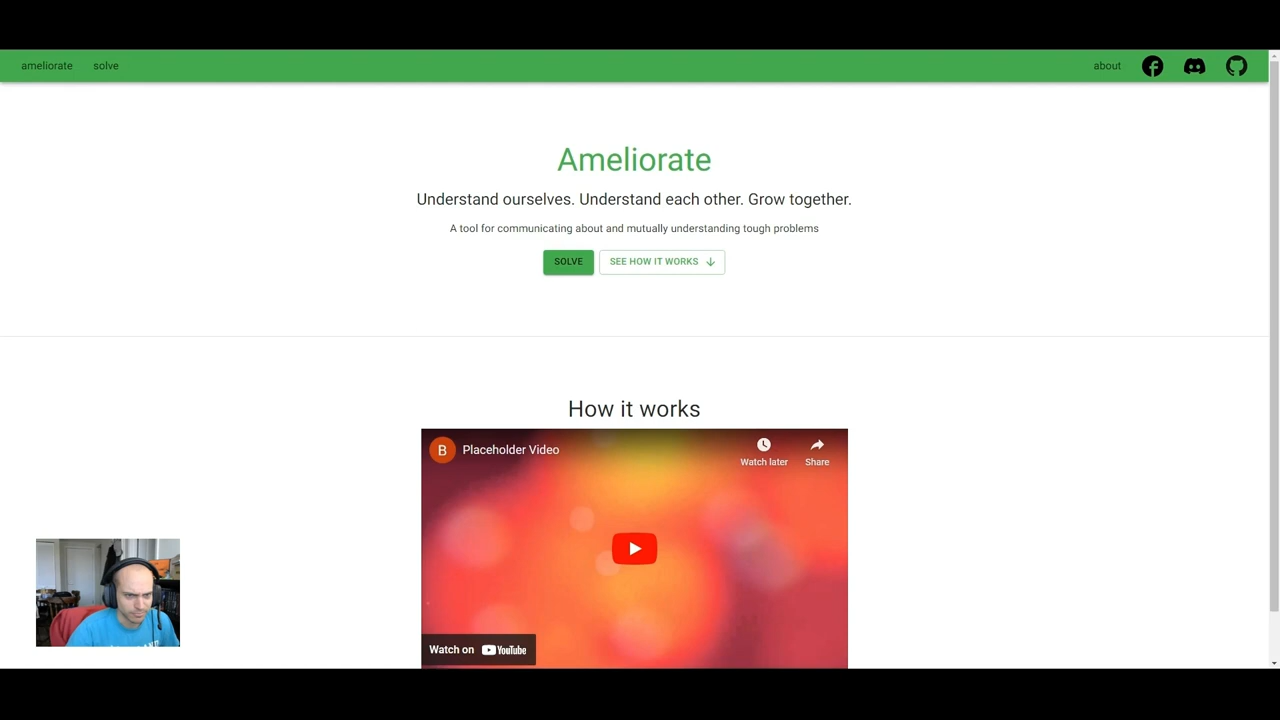 ameliorate solve about
Ameliorate
Understand ourselves. Understand each other. Grow together.
A tool for communicating about and mutually understanding tough problems
SOLVE SEE HOW IT WORKS
How it works
B Placeholder Video
Watch later Share
Watch on YouTube